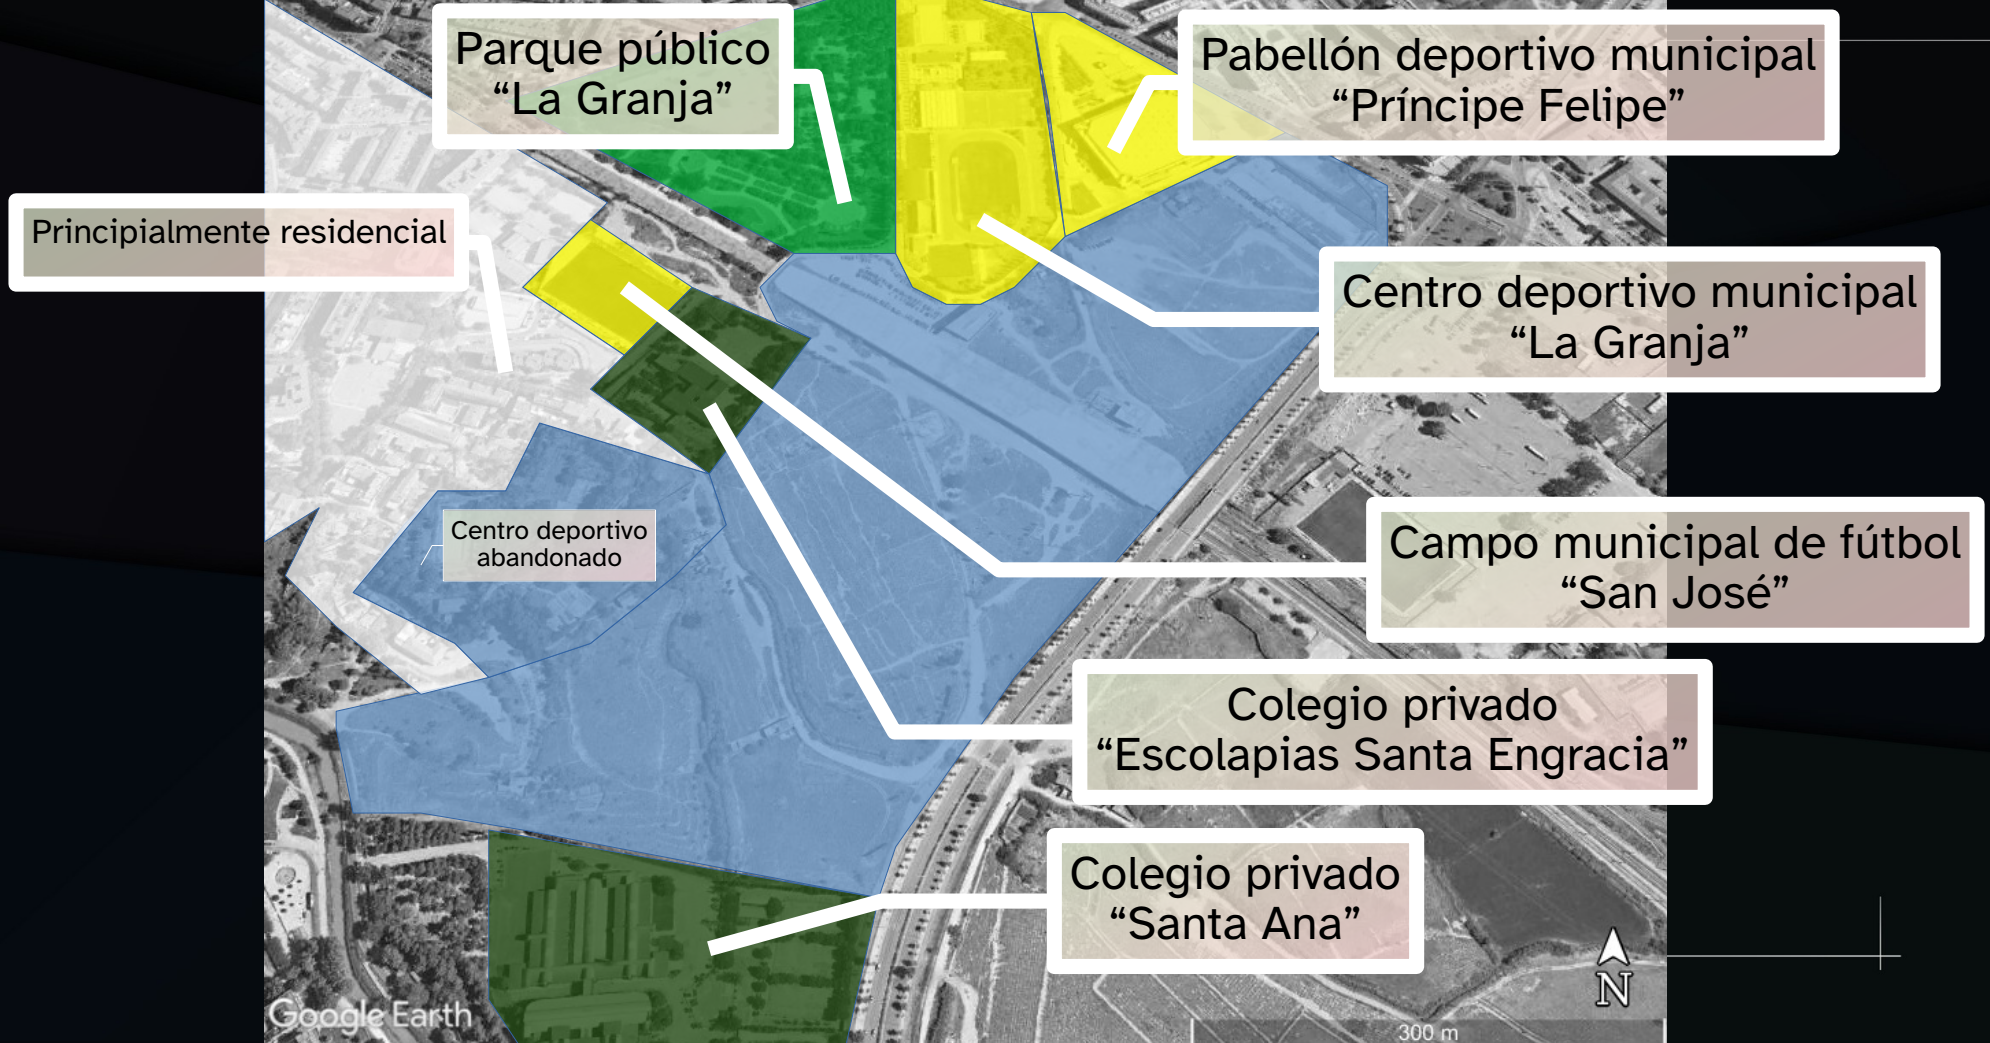 Parque público
“La Granja”
Pabellón deportivo municipal
“Príncipe Felipe”
Principialmente residencial
Centro deportivo municipal
“La Granja”
Centro deportivo
abandonado
Campo municipal de fútbol
“San José”
Colegio privado
“Escolapias Santa Engracia”
Colegio privado
“Santa Ana”
N
Google Earth
300 m